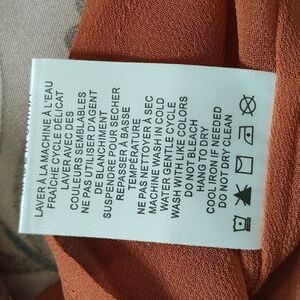 LAVER À LA MACHINE À L'EAU
FRAÎCHE CYCLE DÉLICAT
LAVER AVEC DES
COULEURS SEMBLABLES
NE PAS UTILISER D'AGENT
DE BLANCHIMENT
SUSPENDRE POUR SECHER
REPASSER À BASSE
TEMPÉRATURE
NE PAS NETTOYER À SEC
MACHINE WASH IN COLD
WATER GENTLE CYCLE
WASH WITH LIKE COLORS
DO NOT BLEACH
HANG TO DRY
COOL IRON IF NEEDED
DO NOT DRY CLEAN